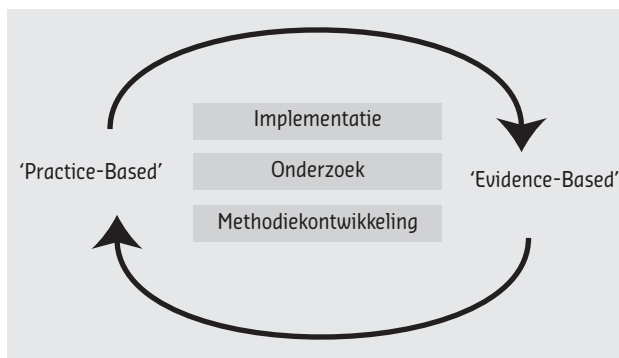 Implementatie
‘Practice-Based’
Onderzoek
‘Evidence-Based’
Methodiekontwikkeling